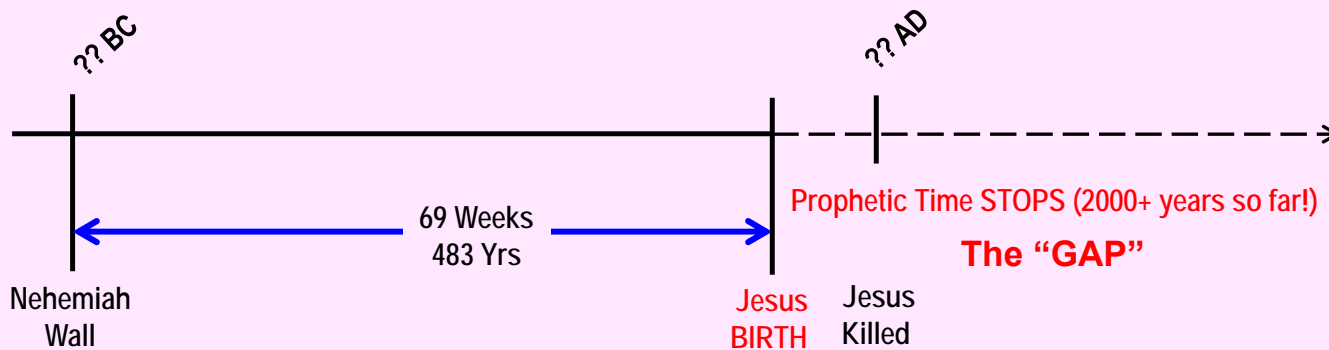 ?? BC
?? AD
69 Weeks
483 Yrs
Prophetic Time STOPS (2000+ years so far!)
The “GAP”
Nehemiah
Wall
Jesus
BIRTH
Jesus
Killed